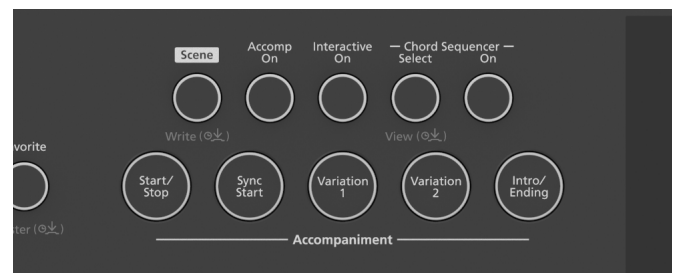 Scene
Accomp
On
Interactive
On
Chord Sequencer
Select
On
Write
View
avorite
Start/
Stop
Sync
Start
Variation
1
Variation
2
Intro/
Ending
ter
Accompaniment